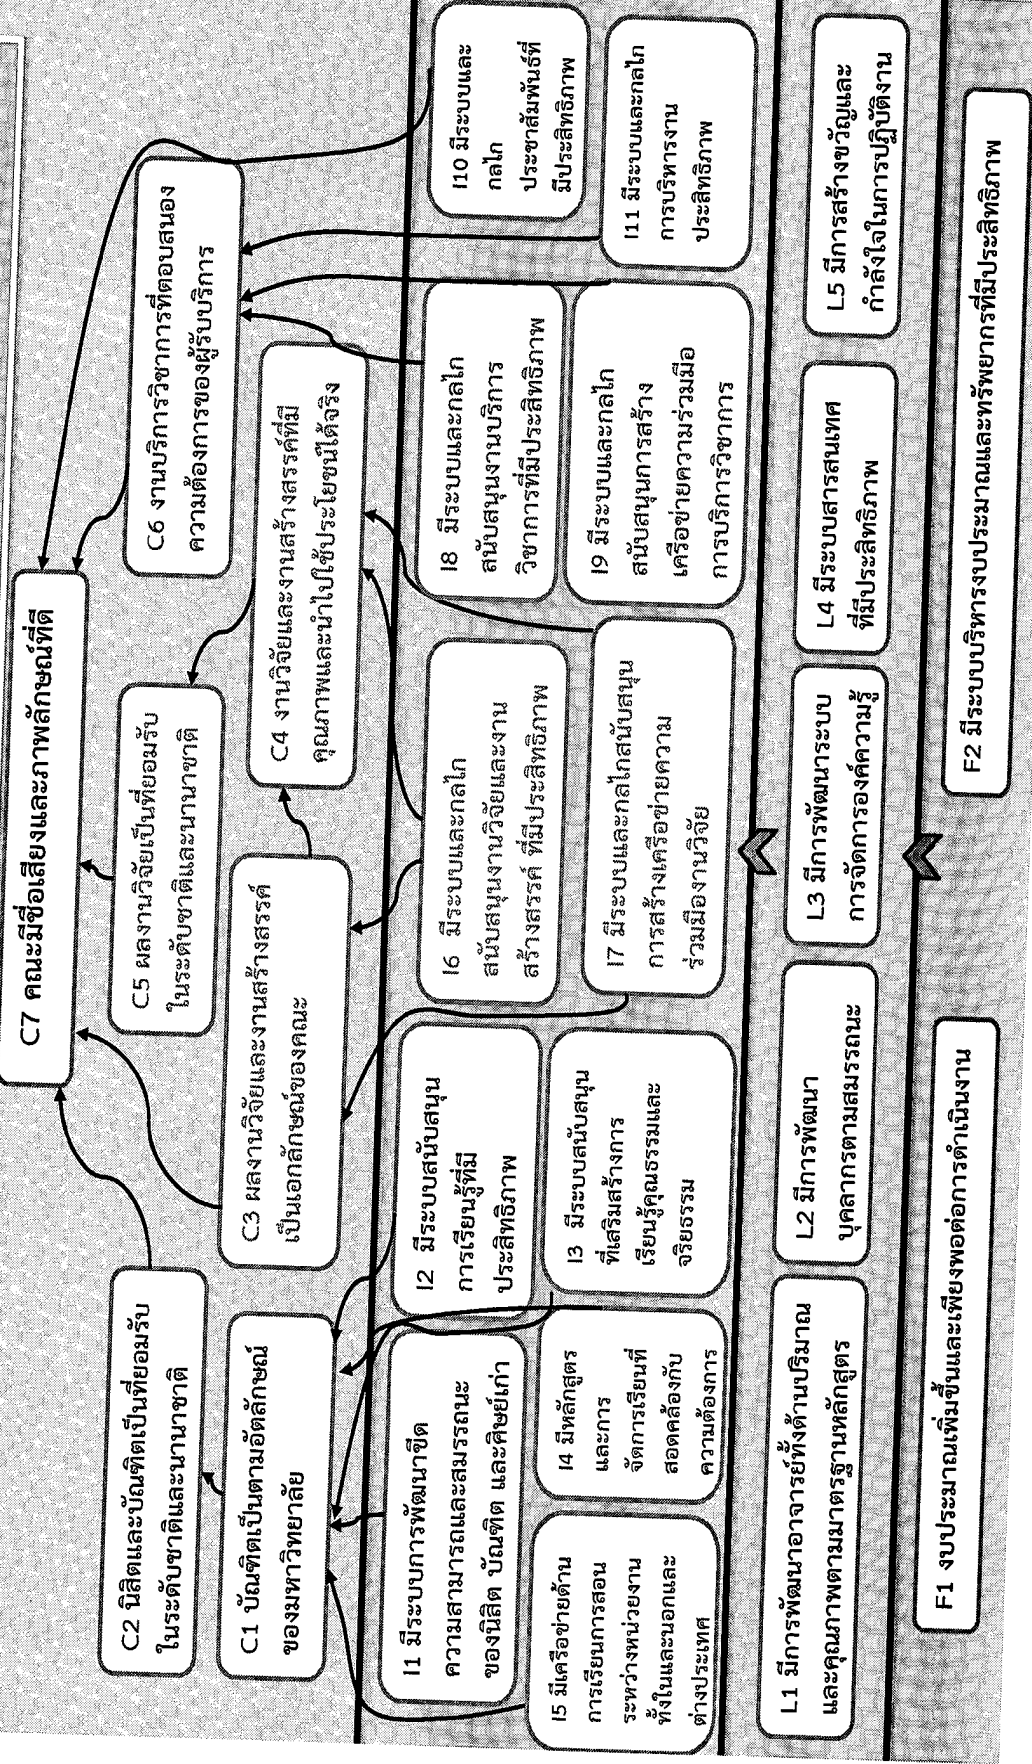 C7 คณะมีชื่อเสียงและภาพลักษณ์ที่ดี
C2 นิสิตและบัณฑิตเป็นที่ยอมรับ
ในระดับชาติและนานาชาติ
C5 ผลงานวิจัยเป็นที่ยอมรับ
ในระดับชาติและนานาชาติ
C6 งานบริการวิชาการที่ตอบสนอง
ความต้องการของผู้รับบริการ
C1 บัณฑิตเป็นตามอัตลักษณ์
ของมหาวิทยาลัย
C3 ผลงานวิจัยและงานสร้างสรรค์
เป็นเอกลักษณ์ของคณะ
C4 งานวิจัยและงานสร้างสรรค์ที่มี
คุณภาพและนำไปใช้ประโยชน์ได้จริง
I1 มีระบบการพัฒนาขีด
ความสามารถและสมรรถนะ
ของนิสิต บัณฑิต และศิษย์เก่า
I2 มีระบบสนับสนุน
การเรียนรู้ที่มี
ประสิทธิภาพ
I6 มีระบบและกลไก
สนับสนุนงานวิจัยและงาน
สร้างสรรค์ ที่มีประสิทธิภาพ
I8 มีระบบและกลไก
สนับสนุนงานบริการ
วิชาการที่มีประสิทธิภาพ
I10 มีระบบและ
กลไก
ประชาสัมพันธ์ที่
มีประสิทธิภาพ
I5 มีเครือข่ายด้าน
การเรียนการสอน
ระหว่างหน่วยงาน
ทั้งในและนอกและ
ต่างประเทศ
I4 มีหลักสูตร
และการ
จัดการเรียนที่
สอดคล้องกับ
ความต้องการ
I3 มีระบบสนับสนุน
ที่เสริมสร้างการ
เรียนรู้คุณธรรมและ
จริยธรรม
I7 มีระบบและกลไกสนับสนุน
การสร้างเครือข่ายความ
ร่วมมืองานวิจัย
I9 มีระบบและกลไก
สนับสนุนการสร้าง
เครือข่ายความร่วมมือ
การบริการวิชาการ
I11 มีระบบและกลไก
การบริหารงาน
ประสิทธิภาพ
L1 มีการพัฒนาอาจารย์ทั้งด้านปริมาณ
และคุณภาพตามมาตรฐานหลักสูตร
L2 มีการพัฒนา
บุคลากรตามสมรรถนะ
L3 มีการพัฒนาระบบ
การจัดการองค์ความรู้
L4 มีระบบสารสนเทศ
ที่มีประสิทธิภาพ
L5 มีการสร้างขวัญและ
กำลังใจในการปฏิบัติงาน
F1 งบประมาณเพิ่มขึ้นและเพียงพอต่อการดำเนินงาน
F2 มีระบบบริหารงบประมาณและทรัพยากรที่มีประสิทธิภาพ